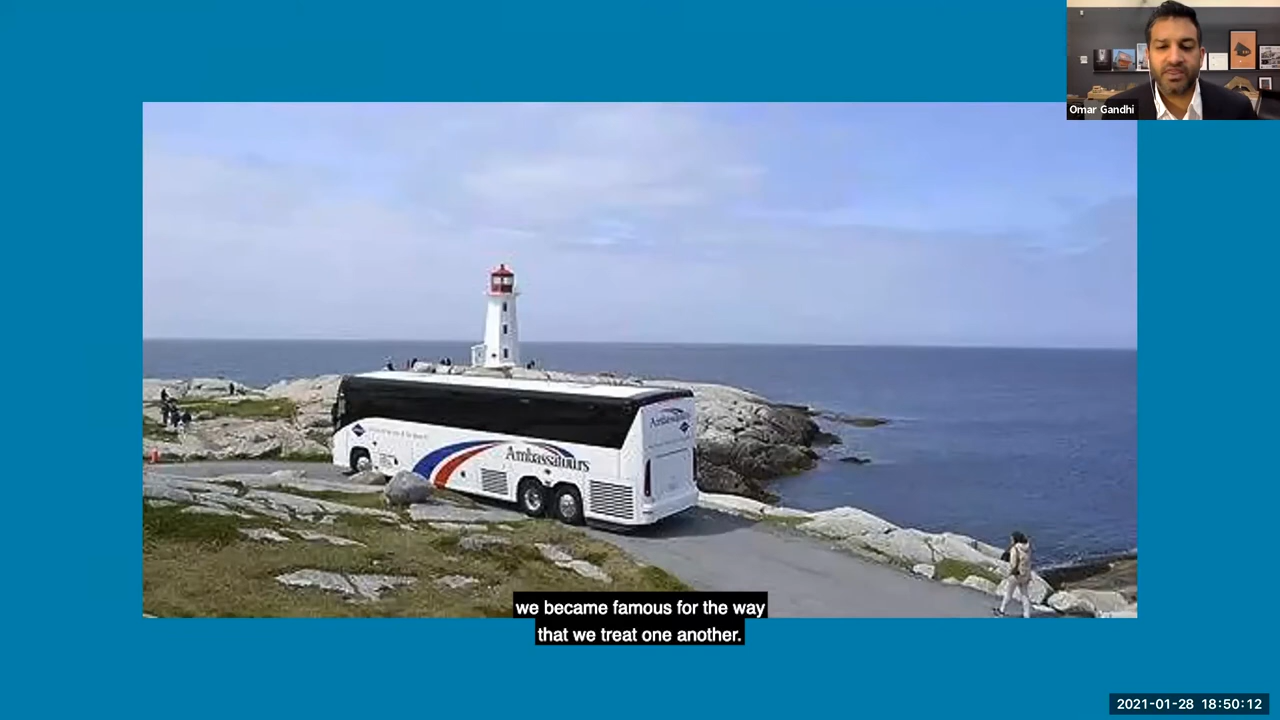 Omar Gandhi
Ambassatours
Ambassatours
we became famous for the way
that we treat one another.
2021-01-28 18:50:12